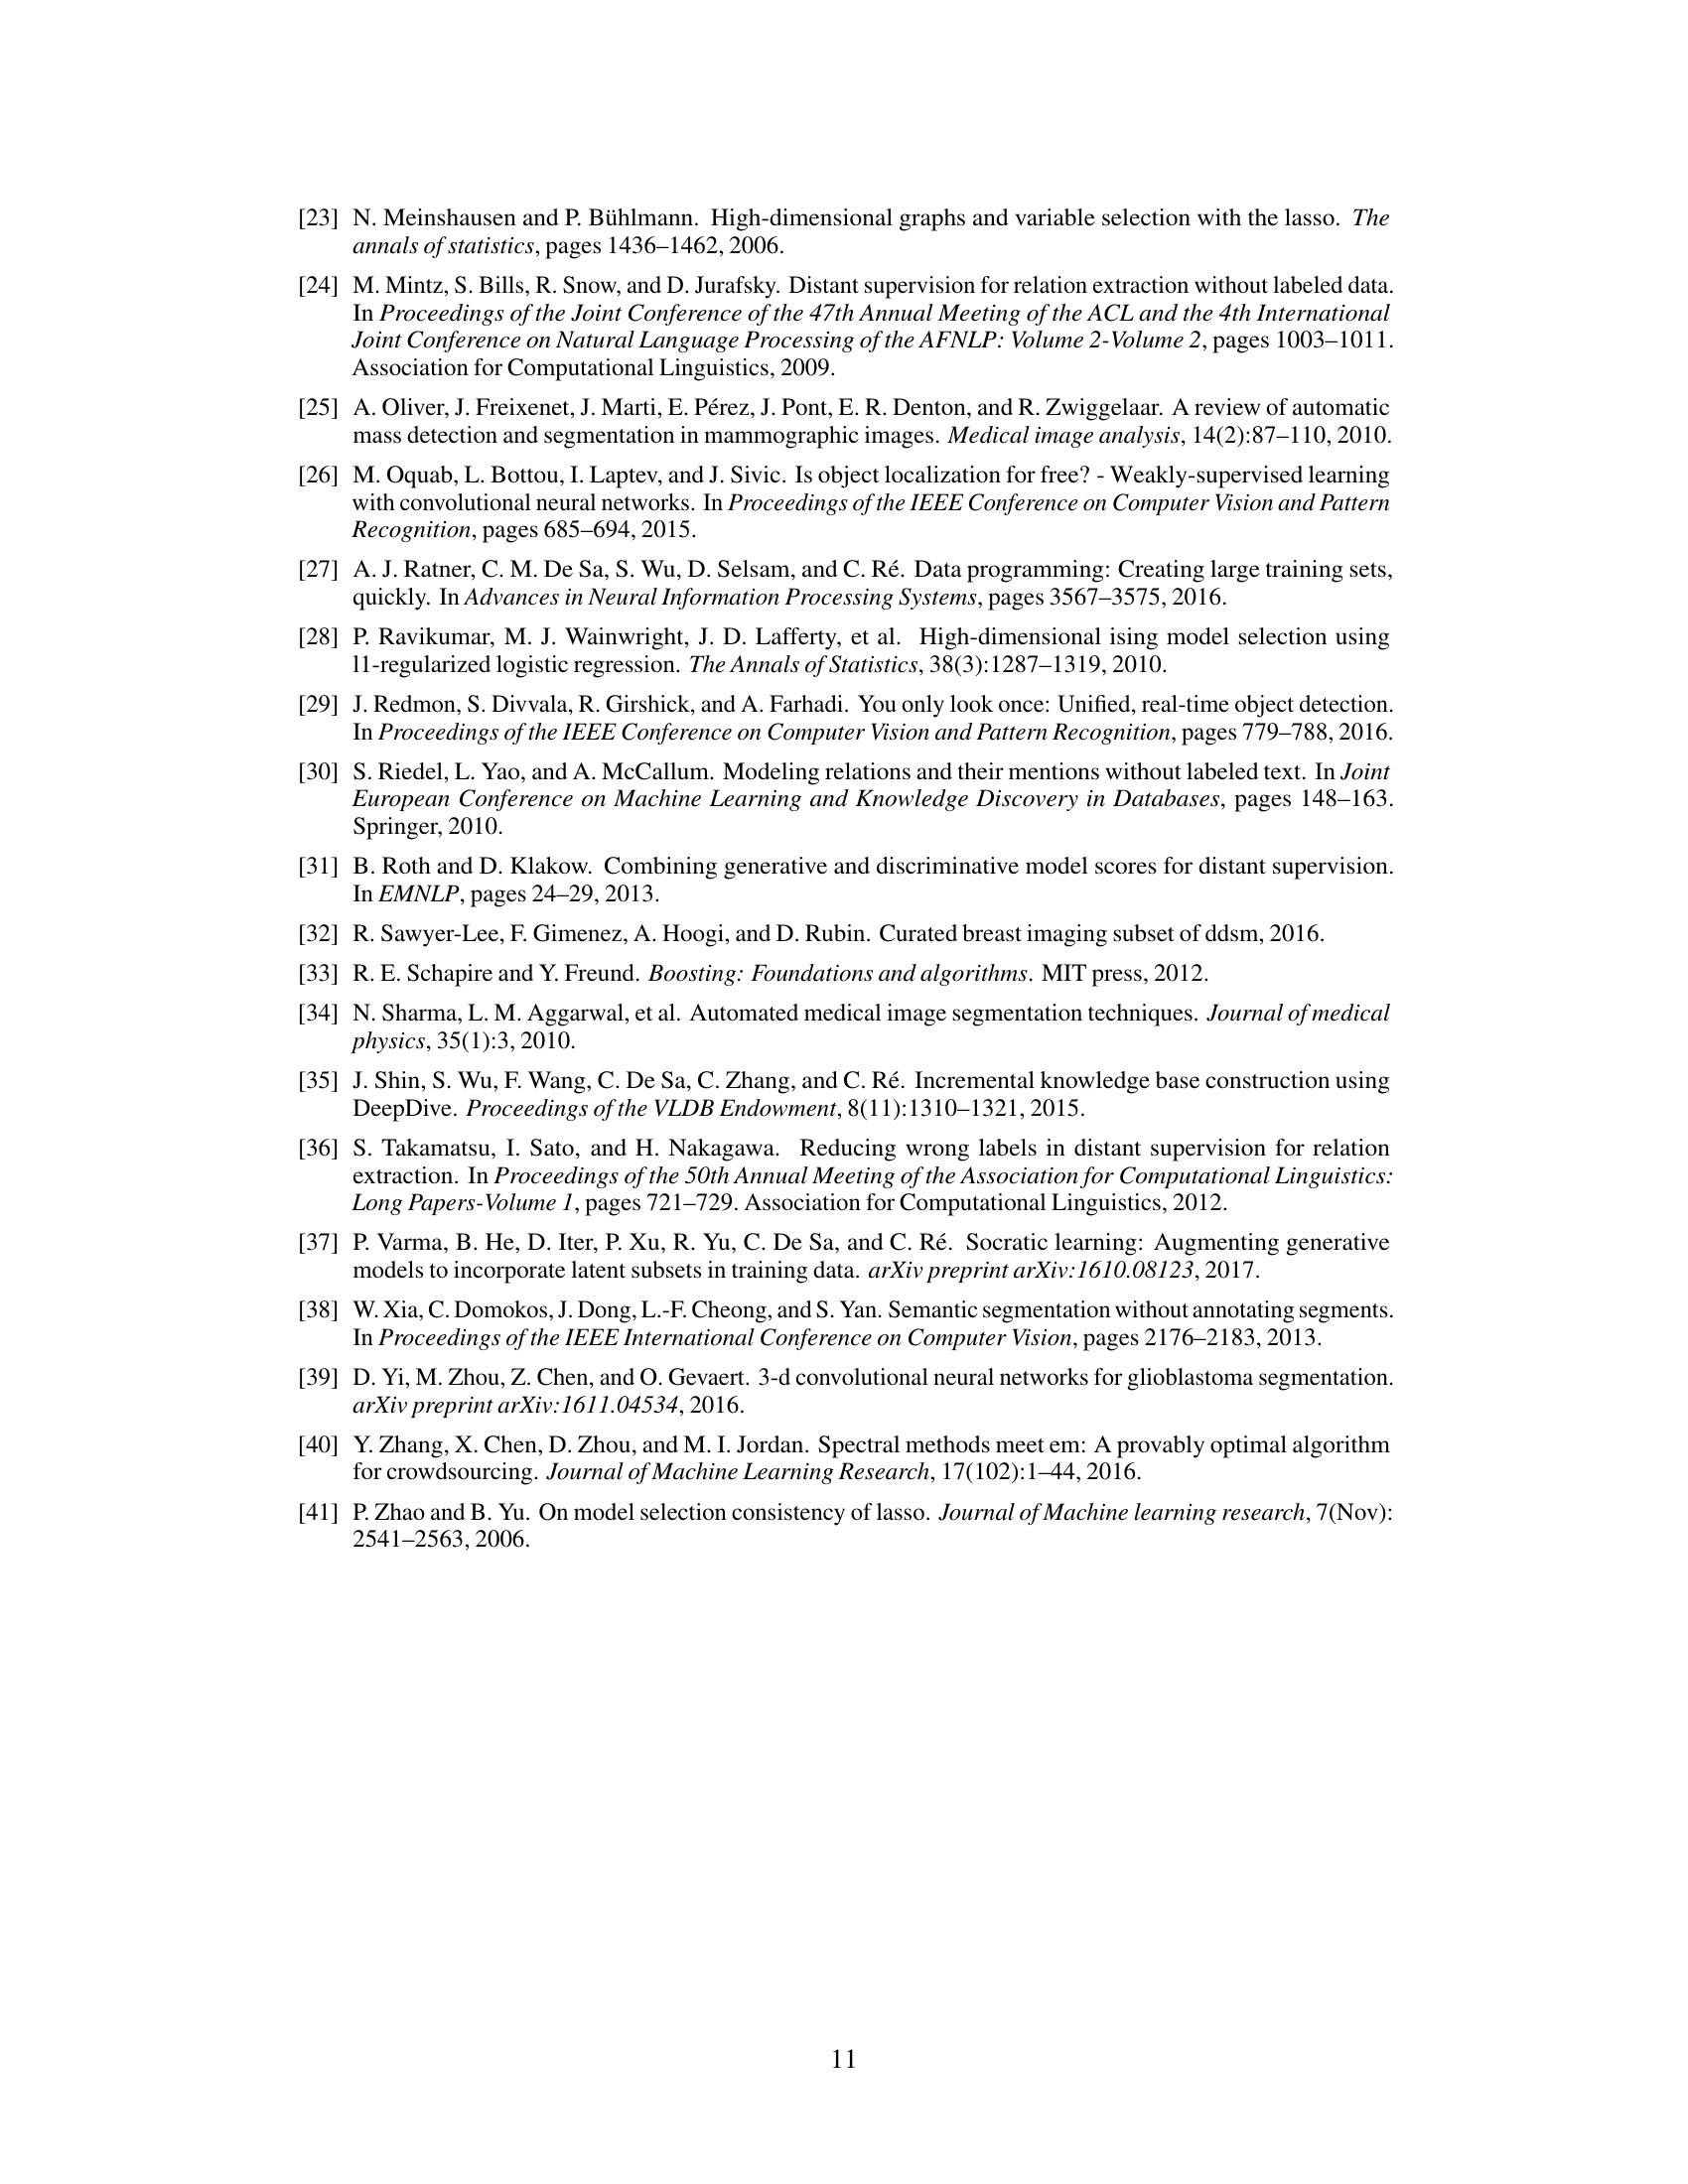 [23] N. Meinshausen and P. Bühlmann. High-dimensional graphs and variable selection with the lasso. The
annals of statistics, pages 1436–1462, 2006.
[24] M. Mintz, S. Bills, R. Snow, and D. Jurafsky. Distant supervision for relation extraction without labeled data.
In Proceedings of the Joint Conference of the 47th Annual Meeting of the ACL and the 4th International
Joint Conference on Natural Language Processing of the AFNLP: Volume 2-Volume 2, pages 1003–1011.
Association for Computational Linguistics, 2009.
[25] A. Oliver, J. Freixenet, J. Marti, E. Pérez, J. Pont, E. R. Denton, and R. Zwiggelaar. A review of automatic
mass detection and segmentation in mammographic images. Medical image analysis, 14(2):87–110, 2010.
[26] M. Oquab, L. Bottou, I. Laptev, and J. Sivic. Is object localization for free? - Weakly-supervised learning
with convolutional neural networks. In Proceedings of the IEEE Conference on Computer Vision and Pattern
Recognition, pages 685–694, 2015.
[27] A. J. Ratner, C. M. De Sa, S. Wu, D. Selsam, and C. Ré. Data programming: Creating large training sets,
quickly. In Advances in Neural Information Processing Systems, pages 3567–3575, 2016.
[28] P. Ravikumar, M. J. Wainwright, J. D. Lafferty, et al. High-dimensional ising model selection using
l1-regularized logistic regression. The Annals of Statistics, 38(3):1287–1319, 2010.
[29] J. Redmon, S. Divvala, R. Girshick, and A. Farhadi. You only look once: Unified, real-time object detection.
In Proceedings of the IEEE Conference on Computer Vision and Pattern Recognition, pages 779–788, 2016.
[30] S. Riedel, L. Yao, and A. McCallum. Modeling relations and their mentions without labeled text. In Joint
European Conference on Machine Learning and Knowledge Discovery in Databases, pages 148–163.
Springer, 2010.
[31] B. Roth and D. Klakow. Combining generative and discriminative model scores for distant supervision.
In EMNLP, pages 24–29, 2013.
[32] R. Sawyer-Lee, F. Gimenez, A. Hoogi, and D. Rubin. Curated breast imaging subset of ddsm, 2016.
[33] R. E. Schapire and Y. Freund. Boosting: Foundations and algorithms. MIT press, 2012.
[34] N. Sharma, L. M. Aggarwal, et al. Automated medical image segmentation techniques. Journal of medical
physics, 35(1):3, 2010.
[35] J. Shin, S. Wu, F. Wang, C. De Sa, C. Zhang, and C. Ré. Incremental knowledge base construction using
DeepDive. Proceedings of the VLDB Endowment, 8(11):1310–1321, 2015.
[36] S. Takamatsu, I. Sato, and H. Nakagawa. Reducing wrong labels in distant supervision for relation
extraction. In Proceedings of the 50th Annual Meeting of the Association for Computational Linguistics:
Long Papers-Volume 1, pages 721–729. Association for Computational Linguistics, 2012.
[37] P. Varma, B. He, D. Iter, P. Xu, R. Yu, C. De Sa, and C. Ré. Socratic learning: Augmenting generative
models to incorporate latent subsets in training data. arXiv preprint arXiv:1610.08123, 2017.
[38] W. Xia, C. Domokos, J. Dong, L.-F. Cheong, and S. Yan. Semantic segmentation without annotating segments.
In Proceedings of the IEEE International Conference on Computer Vision, pages 2176–2183, 2013.
[39] D. Yi, M. Zhou, Z. Chen, and O. Gevaert. 3-d convolutional neural networks for glioblastoma segmentation.
arXiv preprint arXiv:1611.04534, 2016.
[40] Y. Zhang, X. Chen, D. Zhou, and M. I. Jordan. Spectral methods meet em: A provably optimal algorithm
for crowdsourcing. Journal of Machine Learning Research, 17(102):1–44, 2016.
[41] P. Zhao and B. Yu. On model selection consistency of lasso. Journal of Machine learning research, 7(Nov):
2541–2563, 2006.
11